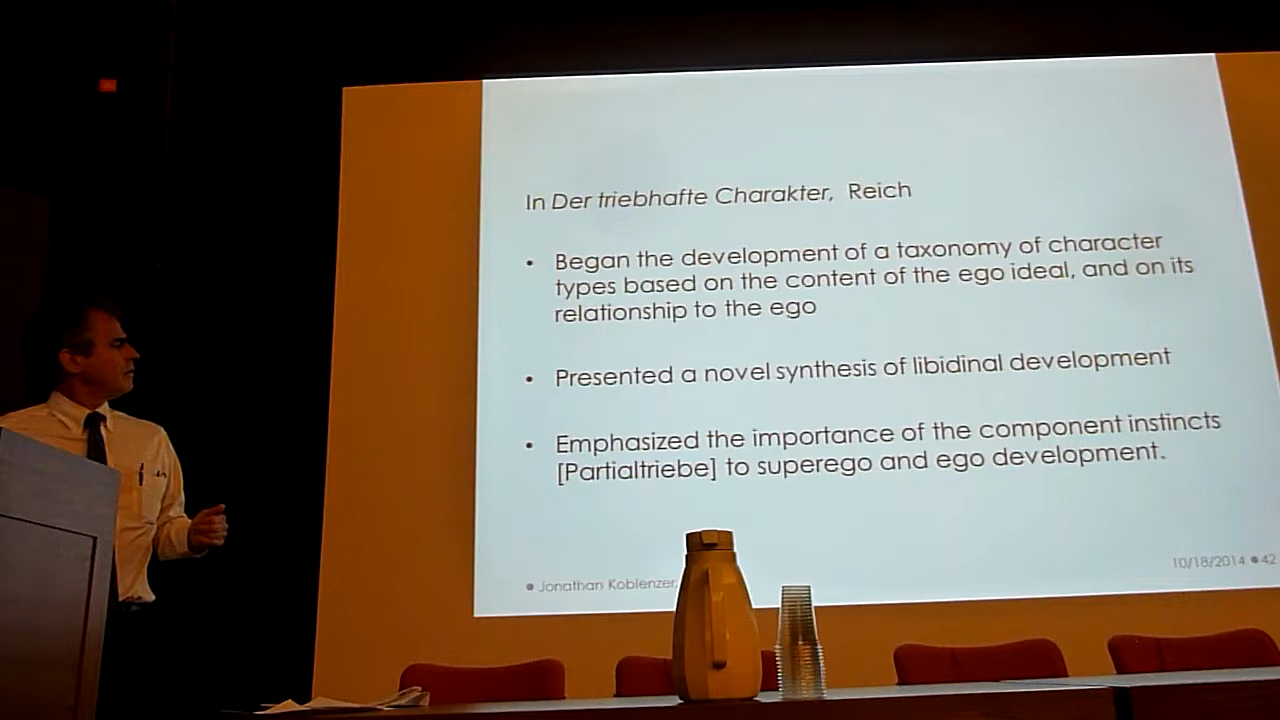 In Der triebhafte Charakter, Reich
• Began the development of a taxonomy of character
types based on the content of the ego ideal, and on its
relationship to the ego
• Presented a novel synthesis of libidinal development
• Emphasized the importance of the component instincts
[Partialtriebe] to superego and ego development.
• Jonathan Koblenzer,
10/18/2014 • 42